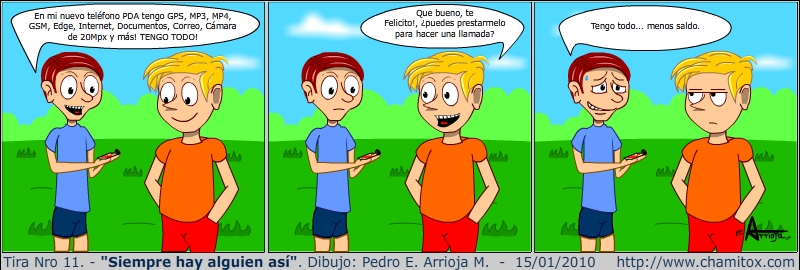 En mi nuevo teléfono PDA tengo GPS, MP3, MP4,
GSM, Edge, Internet, Documentos, Correo, Cámara
de 20Mpx y más! TENGO TODO!
Que bueno, te
Felicito!, ¿puedes prestarmelo
para hacer una llamada?
Tengo todo... menos saldo.
Arrioja
Tira Nro 11. - "Siempre hay alguien así". Dibujo: Pedro E. Arrioja M. - 15/01/2010 http://www.chamitox.com